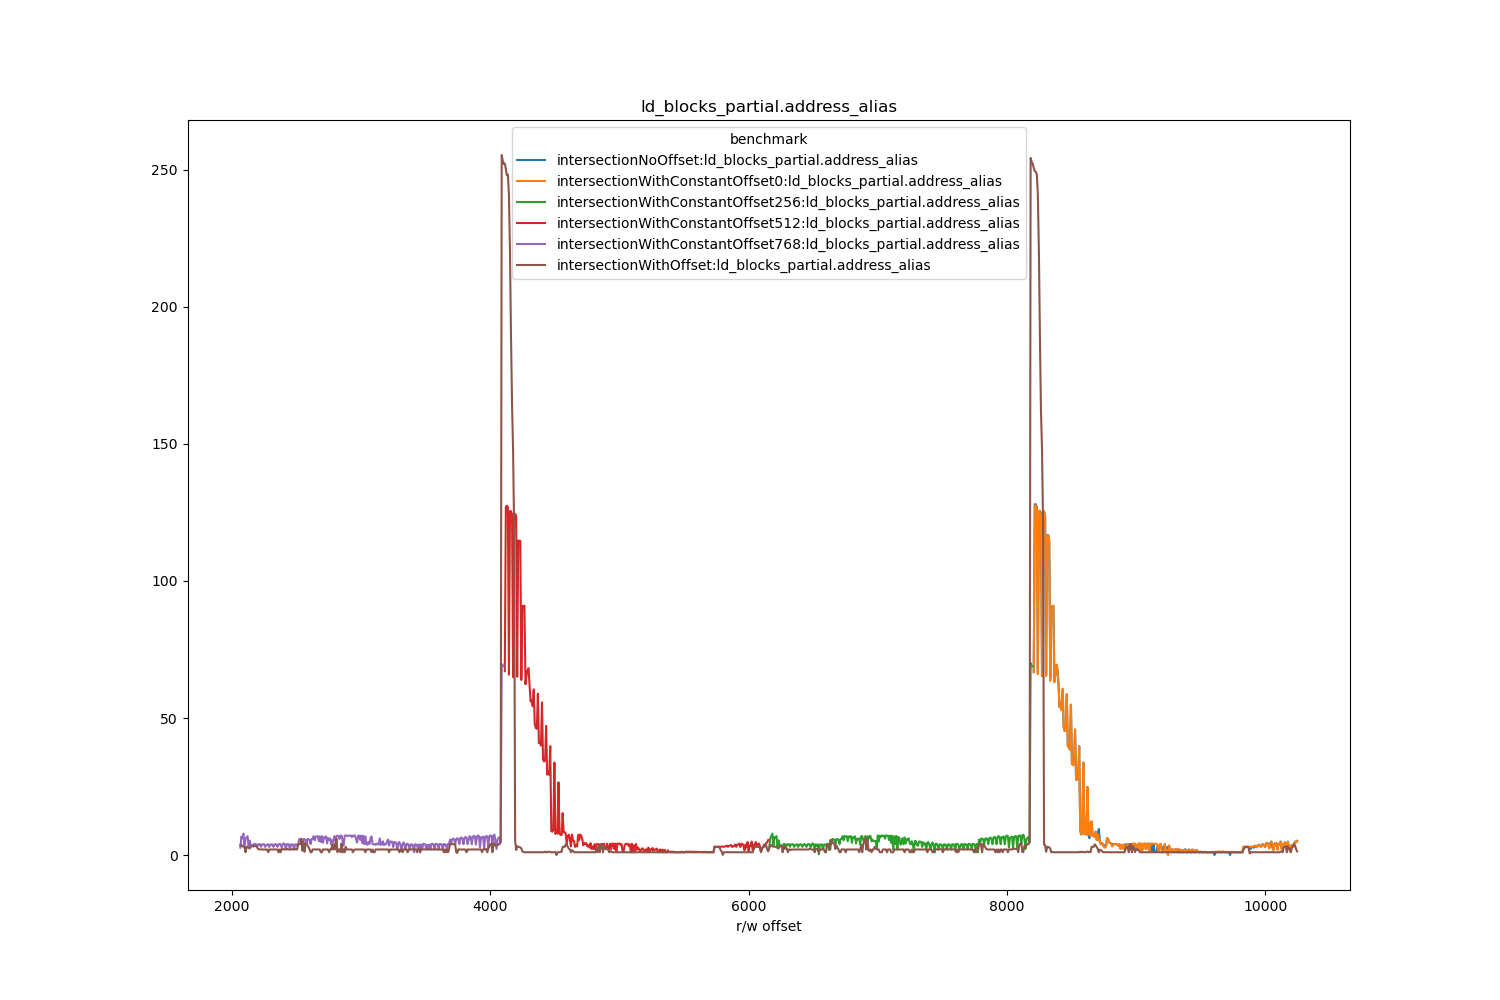 ld_blocks_partial.address_alias
benchmark
intersectionNoOffset:ld_blocks_partial.address_alias
intersectionWithConstantOffset0:ld_blocks_partial.address_alias
intersectionWithConstantOffset256:ld_blocks_partial.address_alias
intersectionWithConstantOffset512:ld_blocks_partial.address_alias
intersectionWithConstantOffset768:ld_blocks_partial.address_alias
intersectionWithOffset:ld_blocks_partial.address_alias
250
200
150
100
50
0
2000 4000 6000 8000 10000
r/w offset